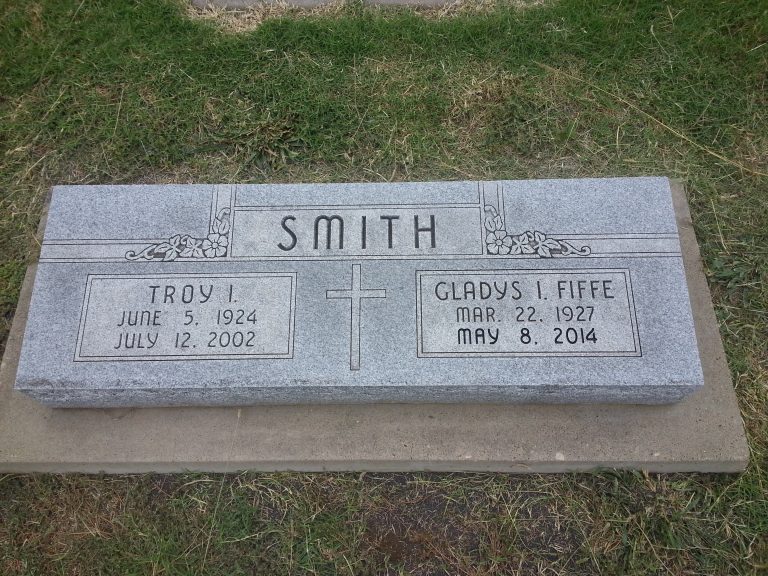 SMITH
TROY I.
JUNE 5, 1924
JULY 12, 2002
GLADYS I. FIFFE
MAR. 22, 1927
MAY 8, 2014